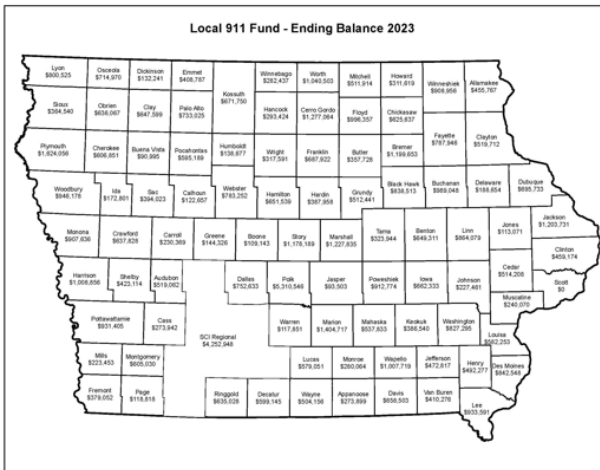 Local 911 Fund - Ending Balance 2023
Lyon
$800,525
Osceola
$714,970
Dickinson
$132,241
Emmet
$408,787
Kossuth
$671,750
Winnebago
$282,437
Worth
$1,040,503
Mitchell
$511,914
Howard
$311,819
Winneshiek
$908,956
Allamakee
$455,767
Sioux
$384,540
Obrien
$636,067
Clay
$647,599
Palo Alto
$733,025
Hancock
$293,424
Cerro Gordo
$1,277,064
Floyd
$996,357
Chickasaw
$625,637
Plymouth
$1,624,056
Cherokee
$606,851
Buena Vista
$90,995
Pocahontas
$595,189
Humboldt
$138,677
Wright
$317,591
Franklin
$687,922
Butler
$357,728
Bremer
$1,199,653
Fayette
$787,946
Clayton
$519,712
Woodbury
$946,178
Ida
$172,801
Sac
$394,023
Calhoun
$122,657
Webster
$783,252
Hamilton
$651,539
Hardin
$387,958
Grundy
$512,441
Black Hawk
$838,513
Buchanan
$989,048
Delaware
$188,654
Dubuque
$695,733
Monona
$907,636
Crawford
$637,828
Carroll
$230,369
Greene
$144,326
Boone
$109,143
Story
$1,178,189
Marshall
$1,227,635
Tama
$323,944
Benton
$649,311
Linn
$864,079
Jones
$113,071
Jackson
$1,203,731
Clinton
$459,174
Cedar
$514,208
Harrison
$1,008,856
Shelby
$423,114
Audubon
$519,062
Dallas
$752,633
Polk
$5,310,546
Jasper
$93,503
Poweshiek
$912,774
Iowa
$662,333
Johnson
$227,481
Scott
$0
Muscatine
$240,070
Pottawattamie
$931,405
Cass
$273,942
SCI Regional
$4,252,948
Warren
$117,851
Marion
$1,404,717
Mahaska
$537,833
Keokuk
$386,540
Washington
$827,295
Louisa
$562,253
Mills
$223,453
Montgomery
$605,030
Lucas
$579,051
Monroe
$260,064
Wapello
$1,007,719
Jefferson
$472,617
Henry
$492,277
Des Moines
$842,548
Fremont
$379,052
Page
$118,818
Ringgold
$635,028
Decatur
$599,145
Wayne
$504,156
Appanoose
$273,899
Davis
$658,503
Van Buren
$410,276
Lee
$933,591